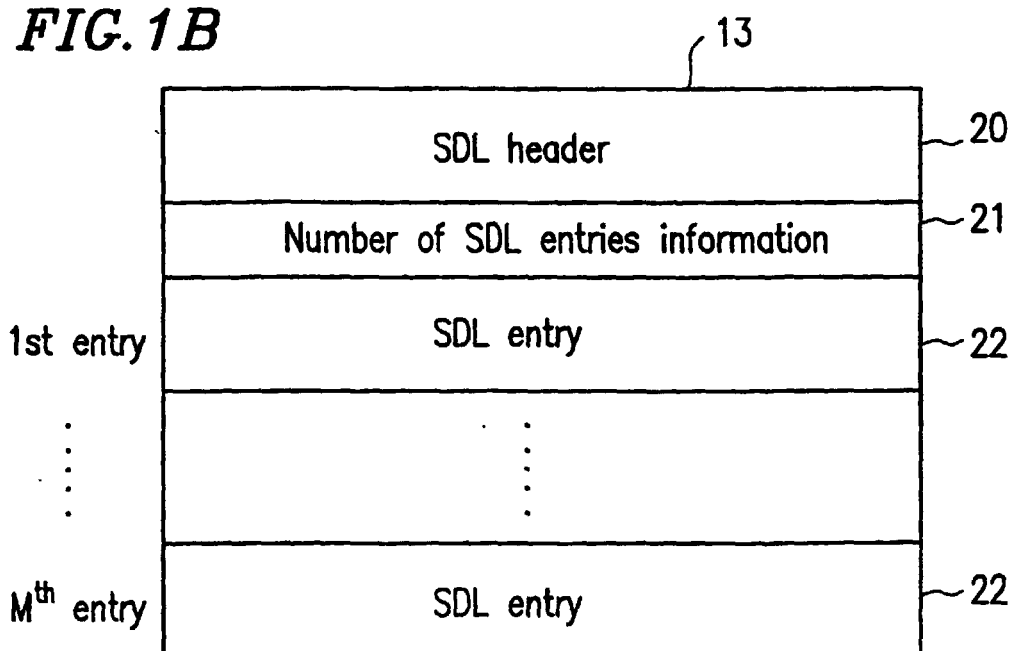 FIG. 1B
13
SDL header
20
Number of SDL entries information
21
1st entry
SDL entry
22
Mth entry
SDL entry
22